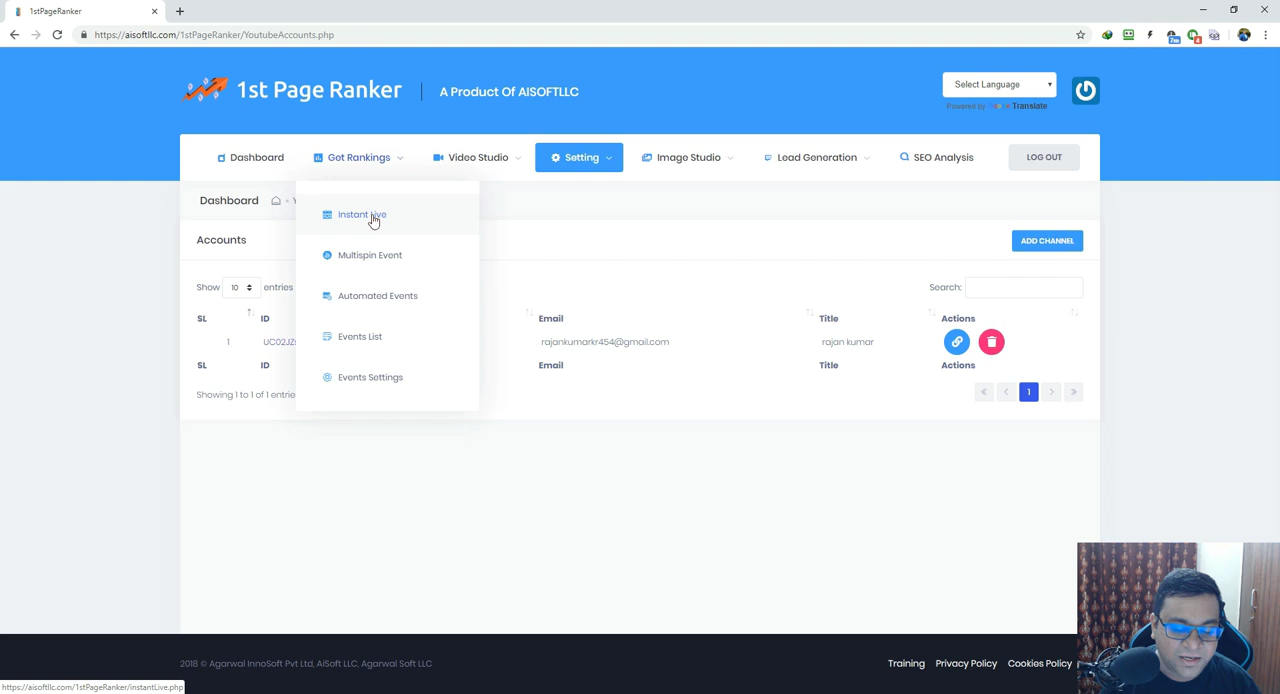 1stPageRanker
https://aisoftllc.com/1stPageRanker/YoutubeAccounts.php
7m
4
1st Page Ranker
A Product Of AISOFTLLC
Select Language
Powered by Google Translate
Dashboard
Get Rankings
Video Studio
Setting
Image Studio
Lead Generation
SEO Analysis
LOG OUT
Dashboard
Instant Live
Multispin Event
Automated Events
Events List
Events Settings
Accounts
ADD CHANNEL
Show 10 entries
Search:
SL ID Email Title Actions
1 rajankumarkr454@gmail.com rajan kumar
SL ID Email Title Actions
Showing 1 to 1 of 1
1
2018 © Agarwal InnoSoft Pvt Ltd, AiSoft LLC, Agarwal Soft LLC
Training Privacy Policy Cookies Policy
https://aisoftllc.com/1stPageRanker/instantLive.php